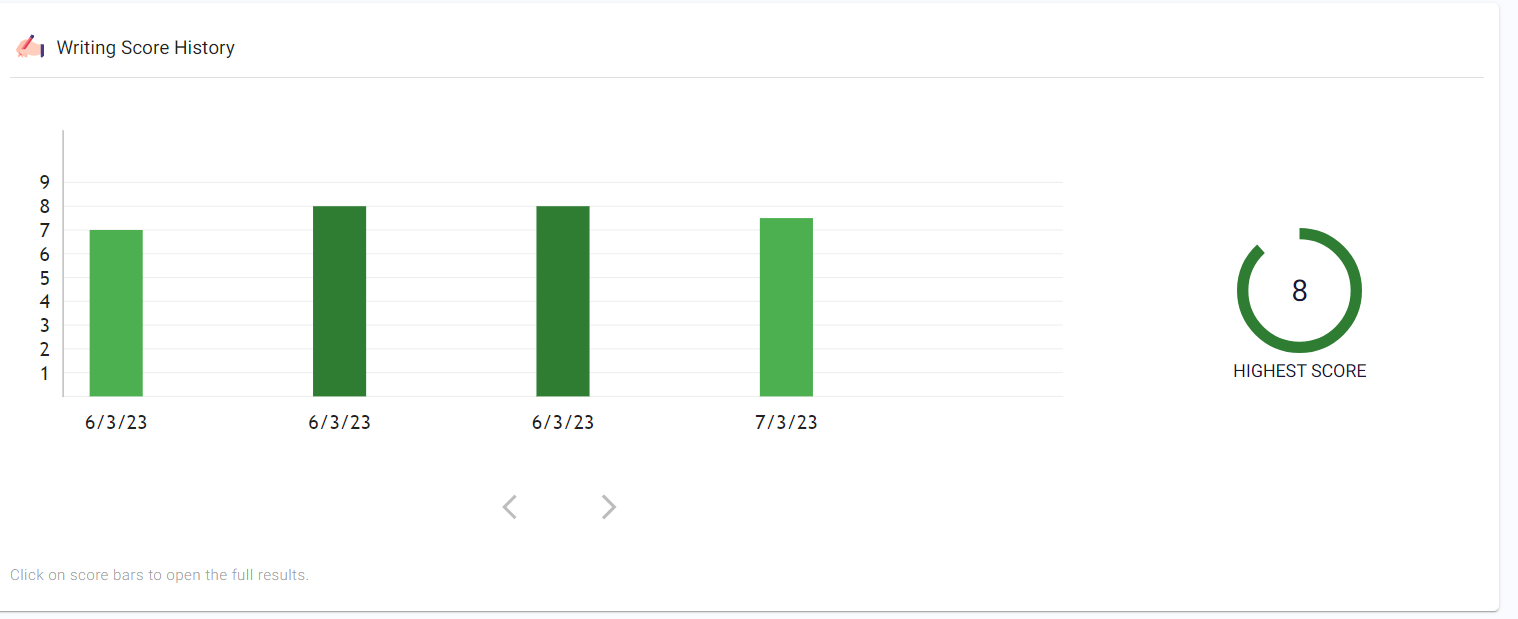 Writing Score History
9
8
7
6
5
4
3
2
1
6/3/23 6/3/23 6/3/23 7/3/23
8
HIGHEST SCORE
Click on score bars to open the full results.